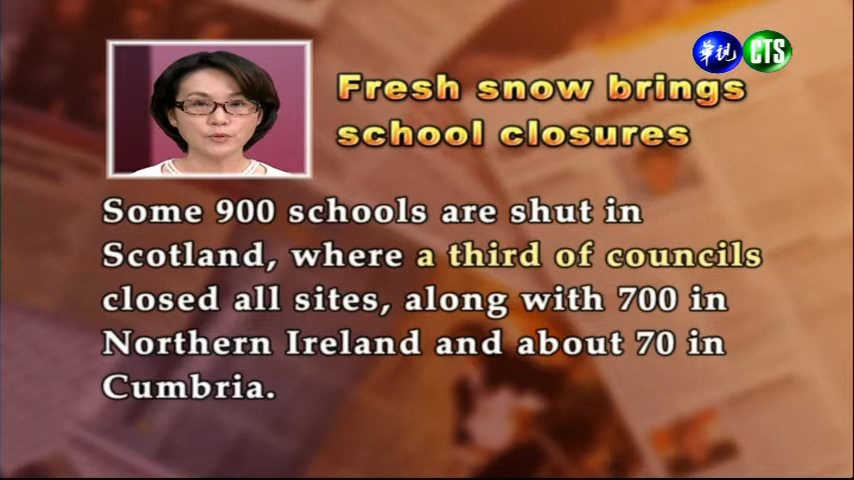 華視 CTS
Fresh snow brings
school closures
Some 900 schools are shut in
Scotland, where a third of councils
closed all sites, along with 700 in
Northern Ireland and about 70 in
Cumbria.